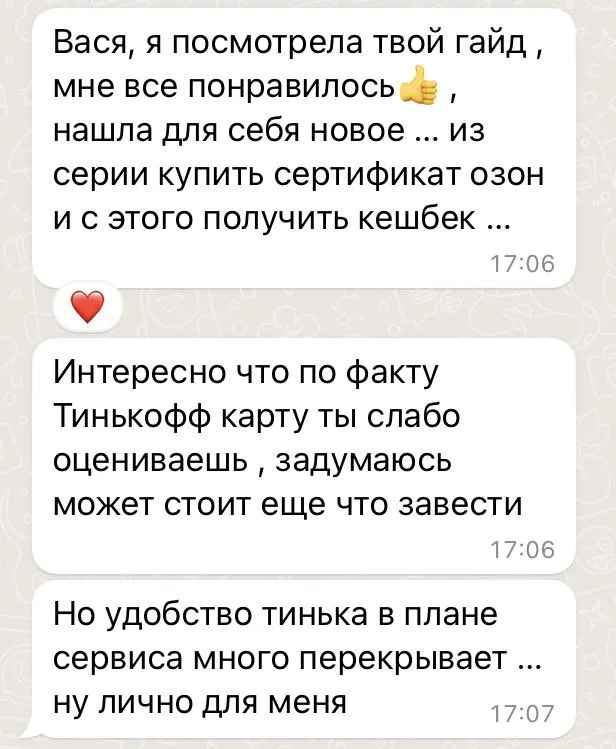 Вася, я посмотрела твой гайд ,
мне все понравилось👍 ,
нашла для себя новое ... из
серии купить сертификат озон
и с этого получить кешбек ...
17:06
❤️
Интересно что по факту
Тинькофф карту ты слабо
оцениваешь , задумаюсь
может стоит еще что завести
17:06
Но удобство тинька в плане
сервиса много перекрывает ...
ну лично для меня
17:07